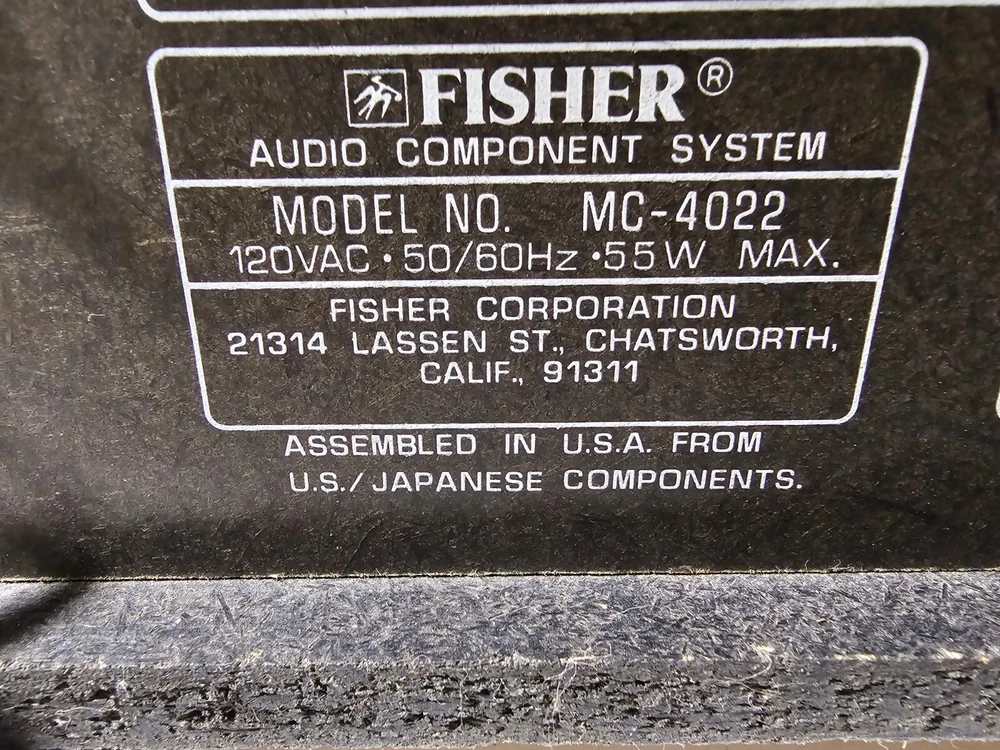 FISHER®
AUDIO COMPONENT SYSTEM
MODEL NO. MC-4022
120VAC · 50/60Hz · 55W MAX.
FISHER CORPORATION
21314 LASSEN ST., CHATSWORTH,
CALIF., 91311
ASSEMBLED IN U.S.A. FROM
U.S./JAPANESE COMPONENTS.